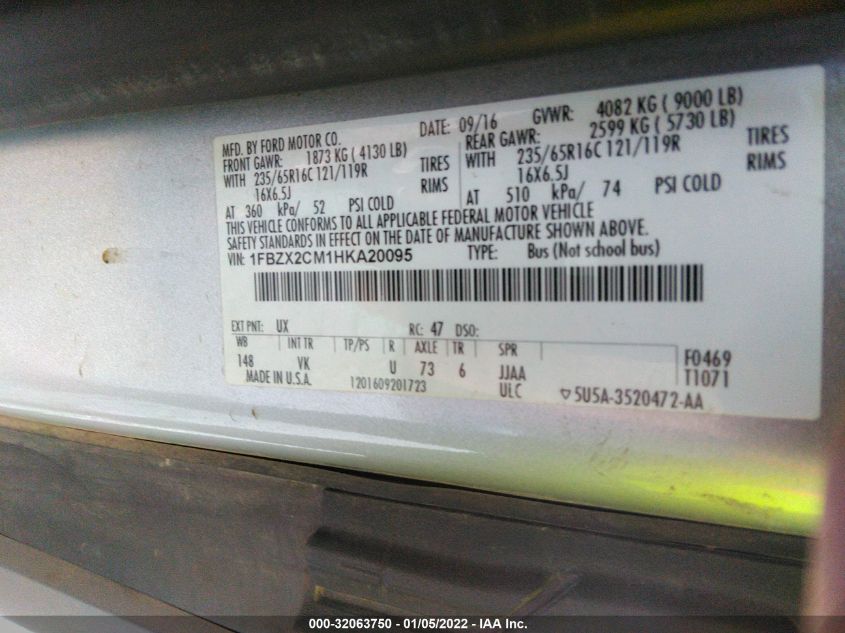 MFD. BY FORD MOTOR CO. DATE: 09/16 GVWR: 4082 KG ( 9000 LB)
FRONT GAWR: 1873 KG ( 4130 LB) REAR GAWR: 2599 KG ( 5730 LB)
WITH 235/65R16C 121/119R TIRES WITH 235/65R16C 121/119R TIRES
16X6.5J RIMS 16X6.5J RIMS
AT 360 kPa/ 52 PSI COLD AT 510 kPa/ 74 PSI COLD
THIS VEHICLE CONFORMS TO ALL APPLICABLE FEDERAL MOTOR VEHICLE
SAFETY STANDARDS IN EFFECT ON THE DATE OF MANUFACTURE SHOWN ABOVE.
VIN: 1FBZX2CM1HKA20095 TYPE: Bus (Not school bus)
EXT PNT: UX RC: 47 DSO:
WB INT TR TP/PS R AXLE TR SPR F0469
148 VK U 73 6 JJAA T1071
MADE IN U.S.A. 1201609201723 ULC ▽5U5A-3520472-AA
000-32063750 - 01/05/2022 - IAA Inc.